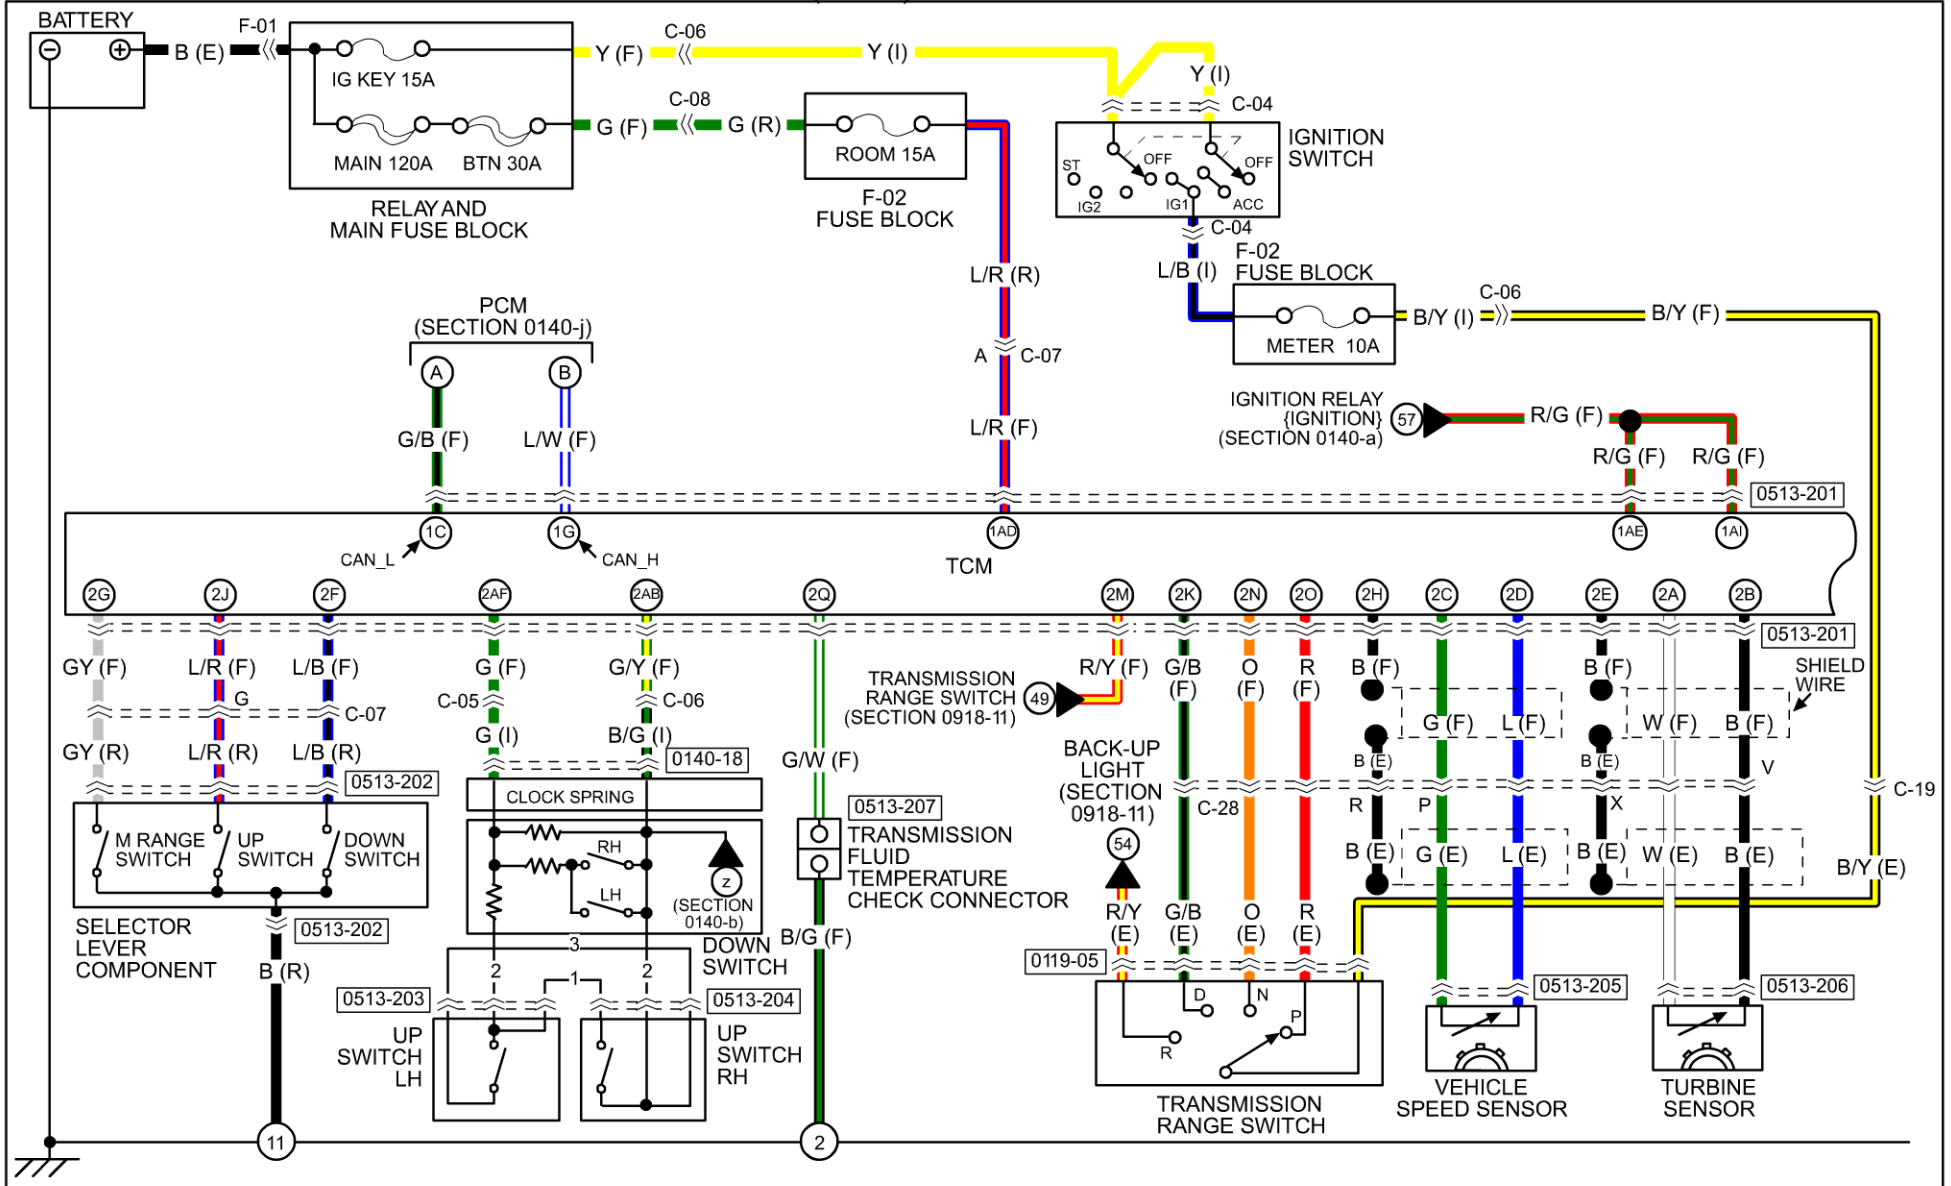 BATTERY
F-01
B (E)
IG KEY 15A
MAIN 120A
BTN 30A
RELAY AND
MAIN FUSE BLOCK
Y (F)
C-06
Y (I)
Y (I)
C-04
G (F)
C-08
G (R)
ROOM 15A
F-02
FUSE BLOCK
IGNITION
SWITCH
ST
OFF
OFF
IG2
IG1
ACC
C-04
L/B (I)
F-02
FUSE BLOCK
METER 10A
B/Y (I)
C-06
B/Y (F)
L/R (R)
A
C-07
L/R (F)
PCM
(SECTION 0140-j)
A
B
G/B (F)
L/W (F)
IGNITION RELAY
{IGNITION}
(SECTION 0140-a)
57
R/G (F)
R/G (F)
R/G (F)
0513-201
1C
1G
1AD
1AE
1AI
CAN_L
CAN_H
TCM
2G
2J
2F
2AF
2AB
2Q
2M
2K
2N
2O
2H
2C
2D
2E
2A
2B
0513-201
GY (F)
L/R (F)
L/B (F)
G (F)
G/Y (F)
TRANSMISSION
RANGE SWITCH
(SECTION 0918-11)
49
R/Y (F)
G/B
(F)
O
(F)
R
(F)
B (F)
B (F)
SHIELD
WIRE
G
C-07
C-05
C-06
G (F)
L (F)
W (F)
B (F)
GY (R)
L/R (R)
L/B (R)
G (I)
B/G (I)
0140-18
G/W (F)
BACK-UP
LIGHT
(SECTION
0918-11)
54
B (E)
B (E)
V
0513-202
CLOCK SPRING
0513-207
C-28
R
P
X
C-19
M RANGE
SWITCH
UP
SWITCH
DOWN
SWITCH
RH
LH
z
(SECTION
0140-b)
TRANSMISSION
FLUID
TEMPERATURE
CHECK CONNECTOR
B (E)
G (E)
L (E)
B (E)
W (E)
B (E)
B/Y (E)
SELECTOR
LEVER
COMPONENT
0513-202
B (R)
3
2
1
2
DOWN
SWITCH
B/G (F)
R/Y
(E)
G/B
(E)
O
(E)
R
(E)
0119-05
0513-203
0513-204
0513-205
0513-206
UP
SWITCH
LH
UP
SWITCH
RH
D
N
P
R
TRANSMISSION
RANGE SWITCH
VEHICLE
SPEED SENSOR
TURBINE
SENSOR
11
2